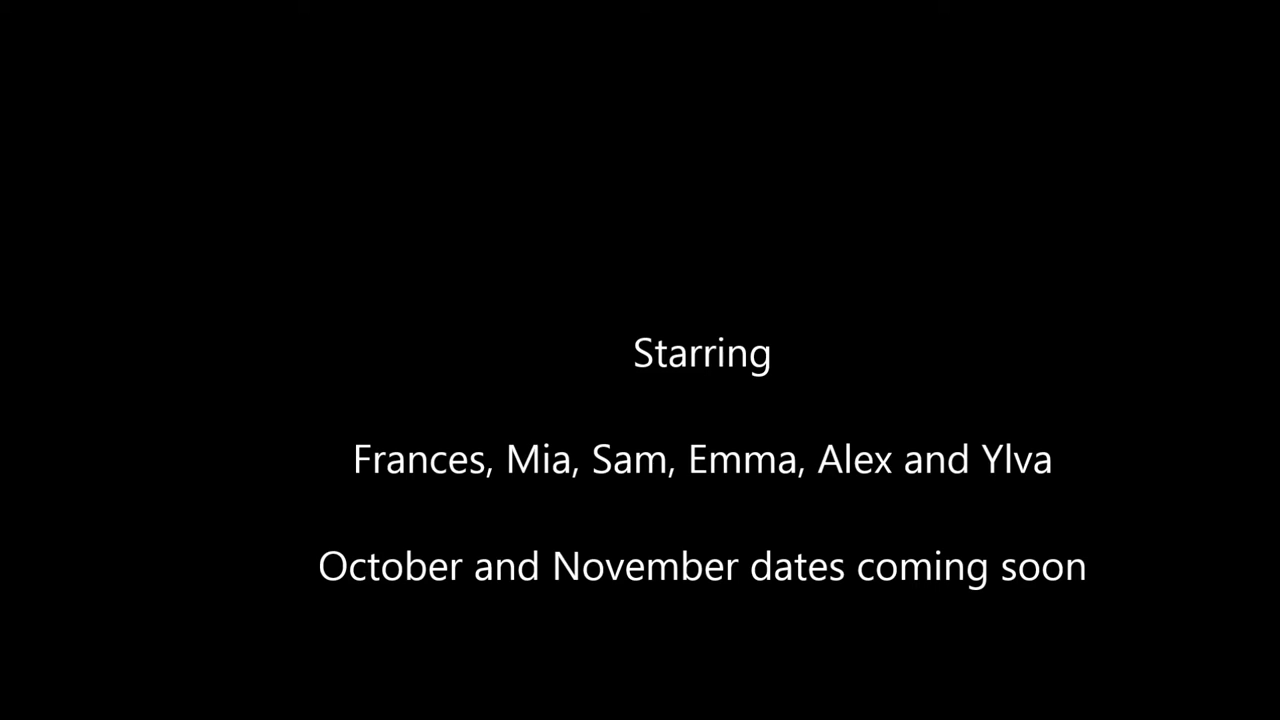 Starring
Frances, Mia, Sam, Emma, Alex and Ylva
October and November dates coming soon